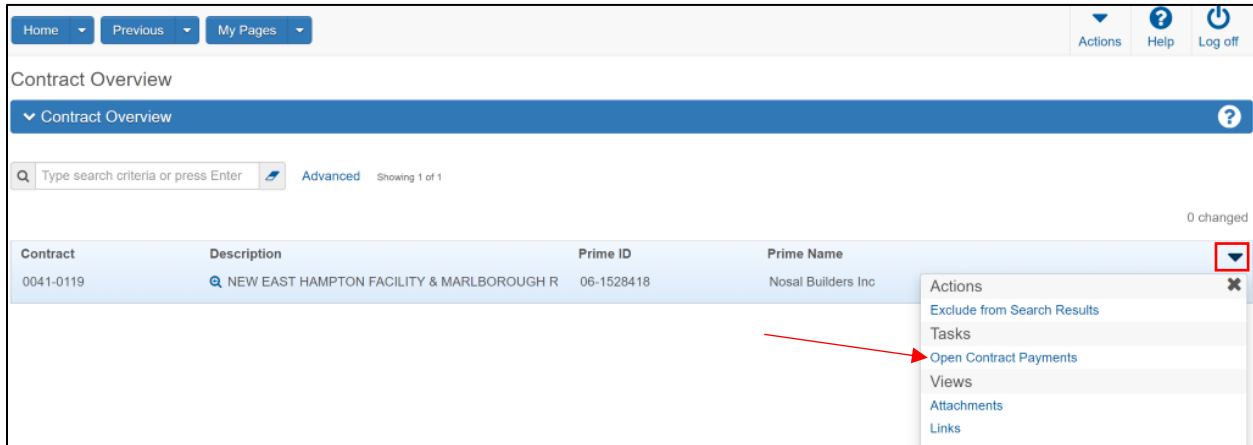 Home Previous My Pages Actions Help Log off
Contract Overview
Contract Overview ?
Type search criteria or press Enter Advanced Showing 1 of 1
0 changed
Contract Description Prime ID Prime Name
0041-0119 NEW EAST HAMPTON FACILITY & MARLBOROUGH R 06-1528418 Nosal Builders Inc
Actions
Exclude from Search Results
Tasks
Open Contract Payments
Views
Attachments
Links